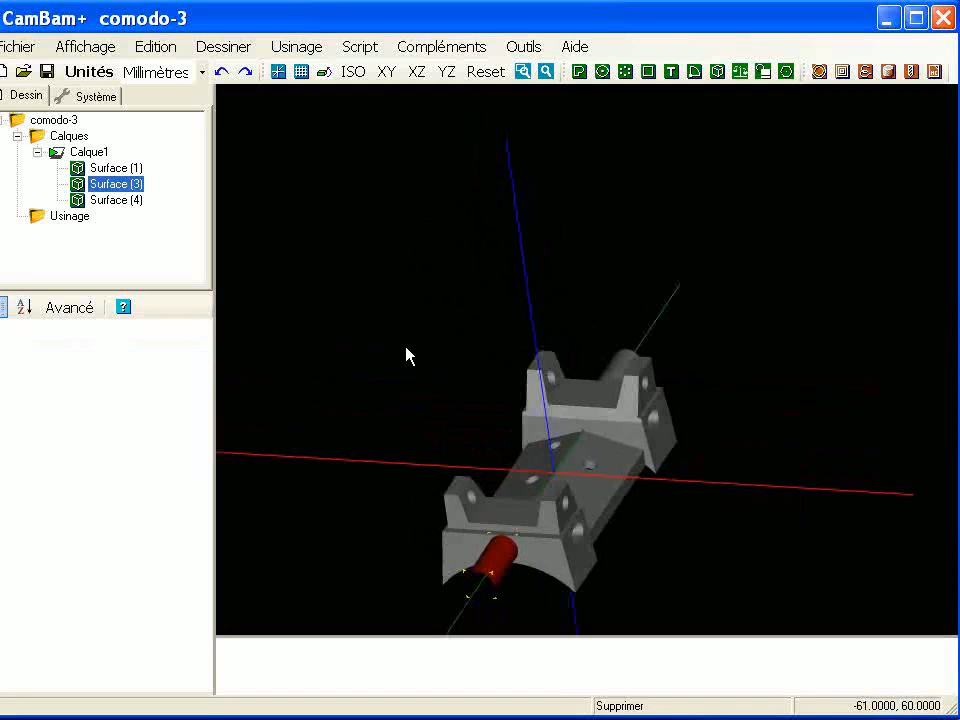 CamBam+ comodo-3
Fichier Affichage Edition Dessiner Usinage Script Compléments Outils Aide
Unités Millimètres ISO XY XZ YZ Reset
Dessin Système
comodo-3
Calques
Calque1
Surface (1)
Surface (3)
Surface (4)
Usinage
Avancé
Supprimer -61.0000, 60.0000